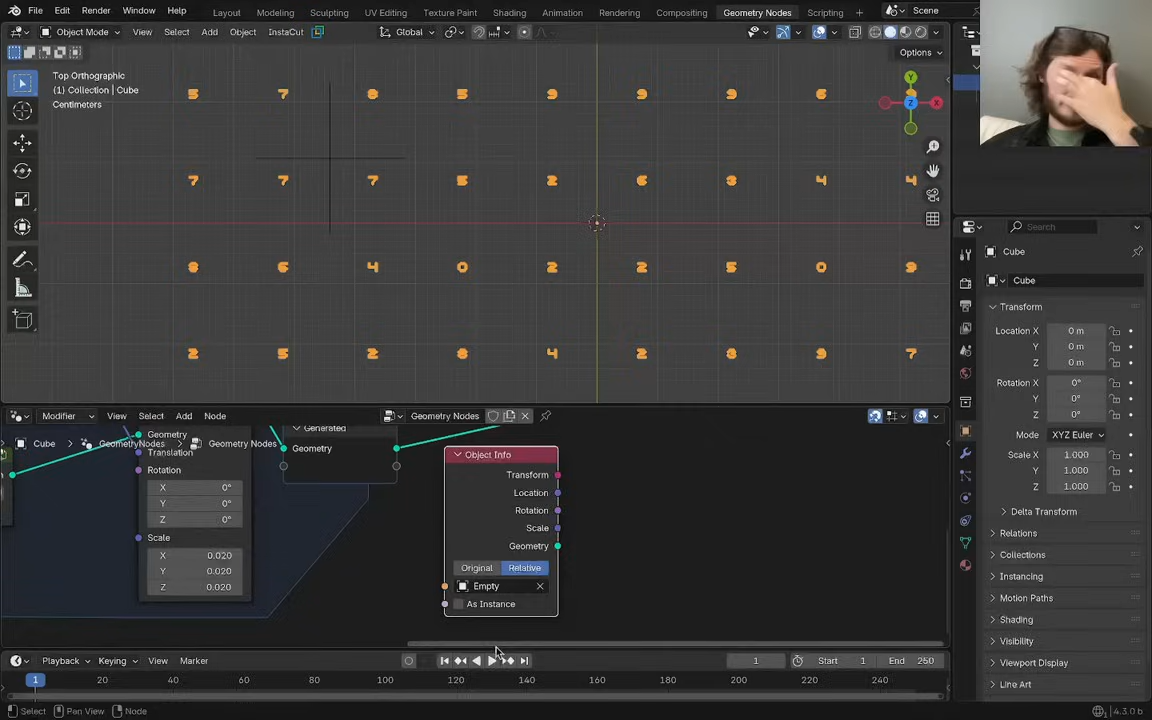 File Edit Render Window Help Layout Modeling Sculpting UV Editing Texture Paint Shading Animation Rendering Compositing Geometry Nodes Scripting + Scene
Object Mode View Select Add Object InstaCut Global
Options
Top Orthographic
(1) Collection | Cube
Centimeters
5 7 8 5 9 9 9 6
7 7 7 5 2 6 3 4 4
8 6 4 0 2 2 5 0 9
2 5 2 8 4 2 8 9 7
Y
X
Z
Modifier View Select Add Node Geometry Nodes
Cube GeometryNodes Geometry Nodes
Generated
Geometry
Translation
Rotation
X 0°
Y 0°
Z 0°
Scale
X 0.020
Y 0.020
Z 0.020
Geometry
Object Info
Transform
Location
Rotation
Scale
Geometry
Original Relative
Empty
As Instance
Search
Cube
Cube
Transform
Location X 0 m
Y 0 m
Z 0 m
Rotation X 0°
Y 0°
Z 0°
Mode XYZ Euler
Scale X 1.000
Y 1.000
Z 1.000
Delta Transform
Relations
Collections
Instancing
Motion Paths
Shading
Visibility
Viewport Display
Line Art
Playback Keying View Marker 1 Start 1 End 250
1 20 40 60 80 100 120 140 160 180 200 220 240
Select Pan View Node 4.3.0 b